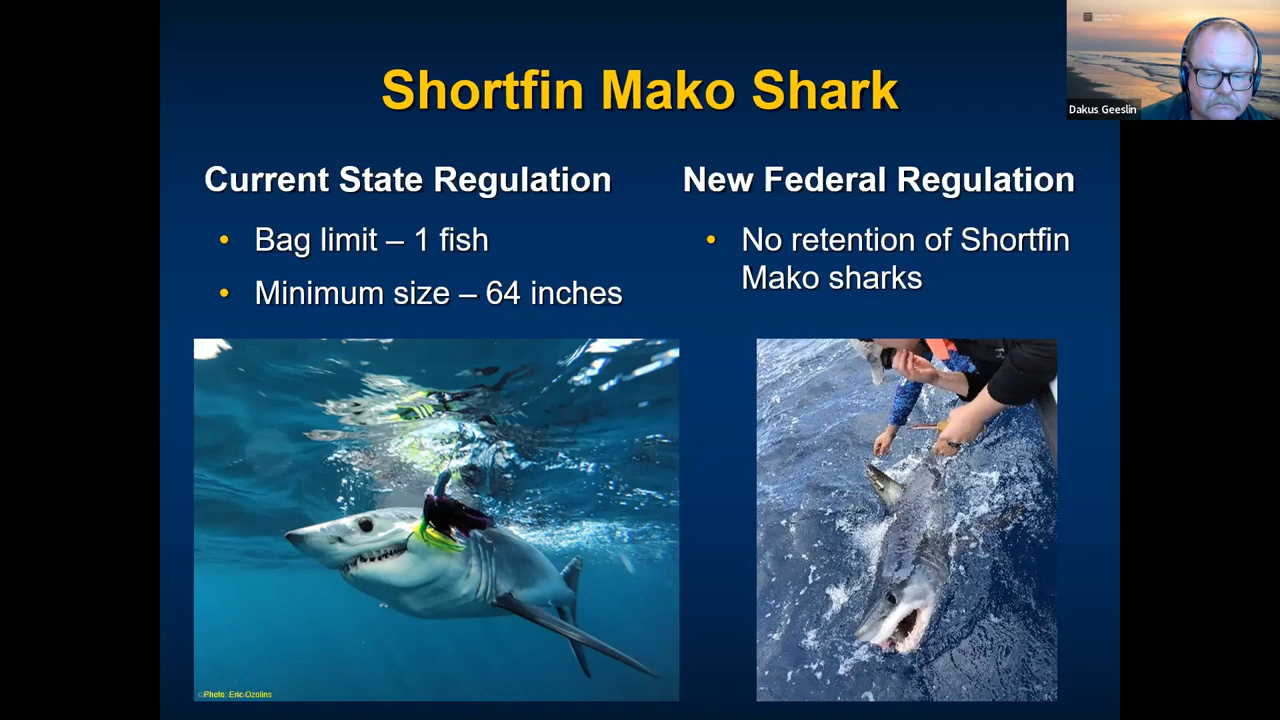 Shortfin Mako Shark
Dakus Geeslin
Current State Regulation
• Bag limit – 1 fish
• Minimum size – 64 inches
New Federal Regulation
• No retention of Shortfin
Mako sharks
©Photo: Eric Ozolins